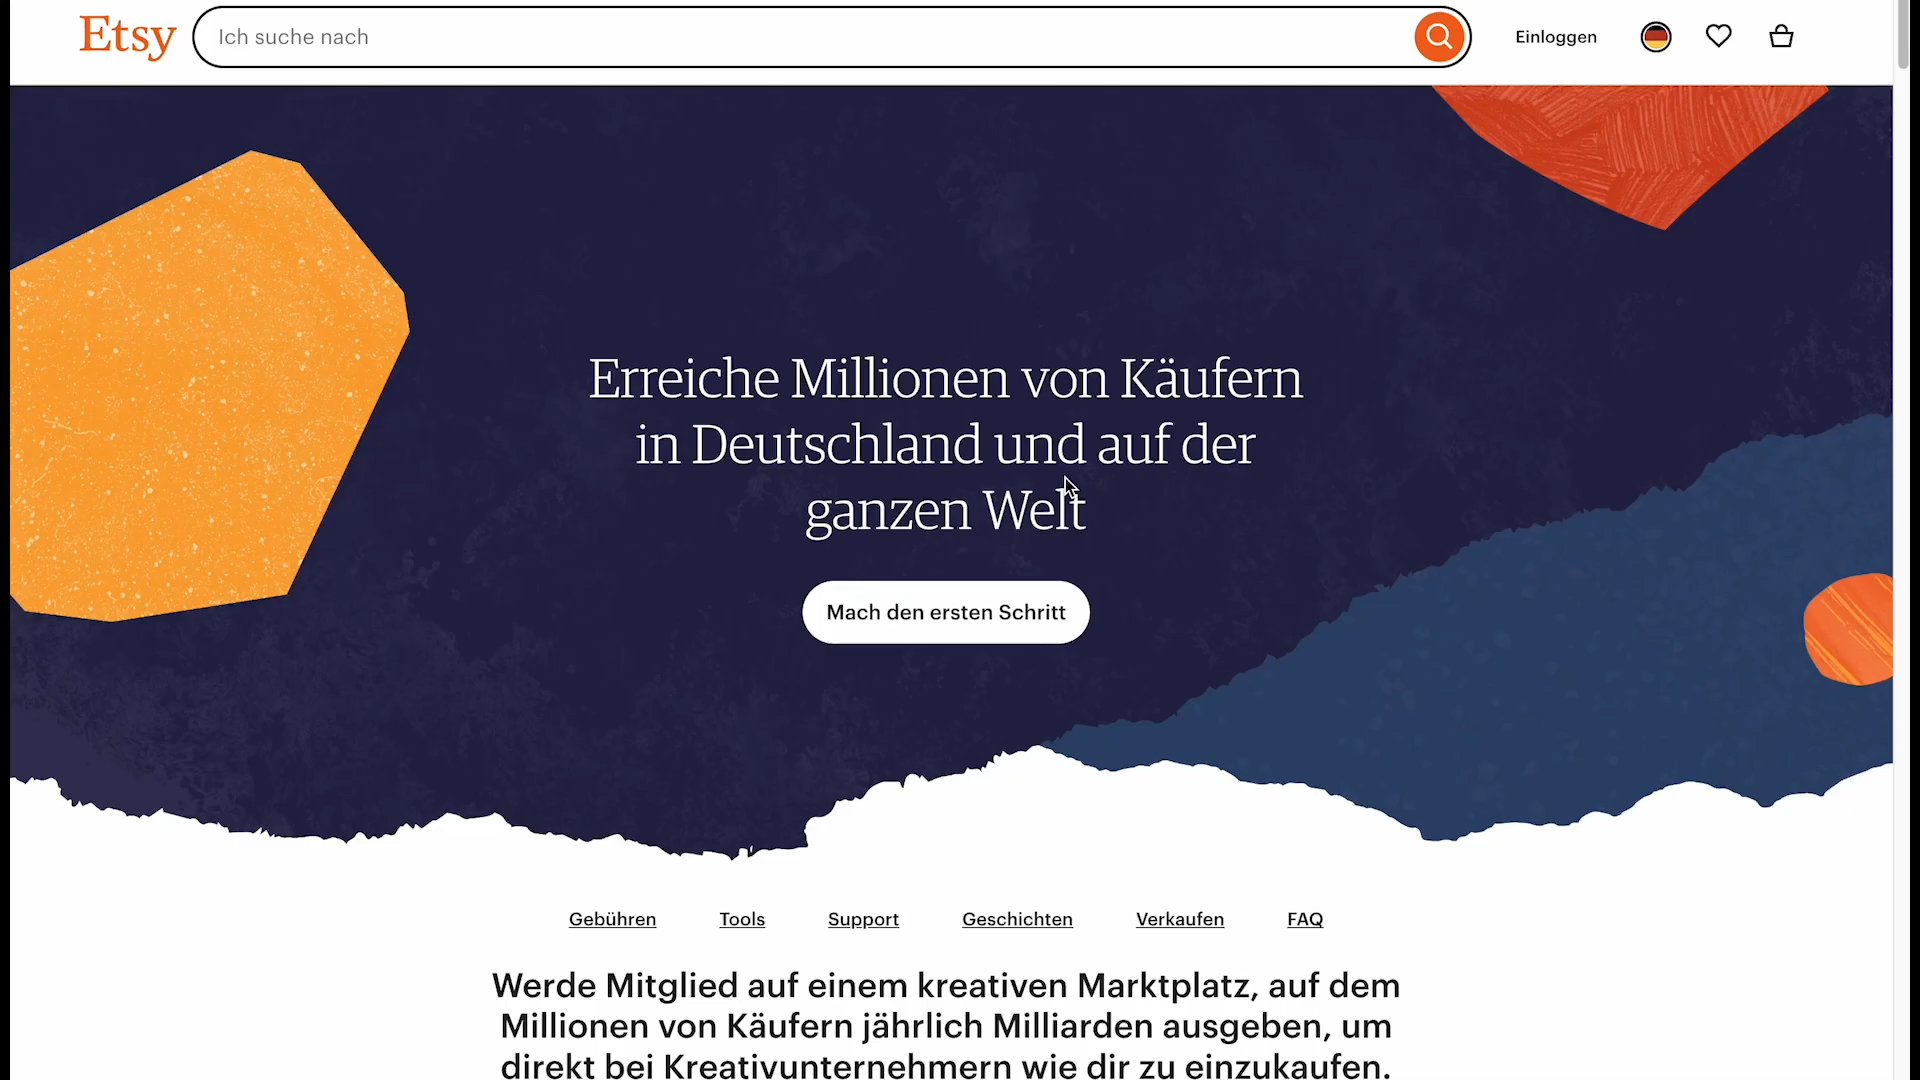 Etsy
Ich suche nach
Einloggen
Erreiche Millionen von Käufern
in Deutschland und auf der
ganzen Welt
Mach den ersten Schritt
Gebühren Tools Support Geschichten Verkaufen FAQ
Werde Mitglied auf einem kreativen Marktplatz, auf dem
Millionen von Käufern jährlich Milliarden ausgeben, um
direkt bei Kreativunternehmern wie dir zu einzukaufen.